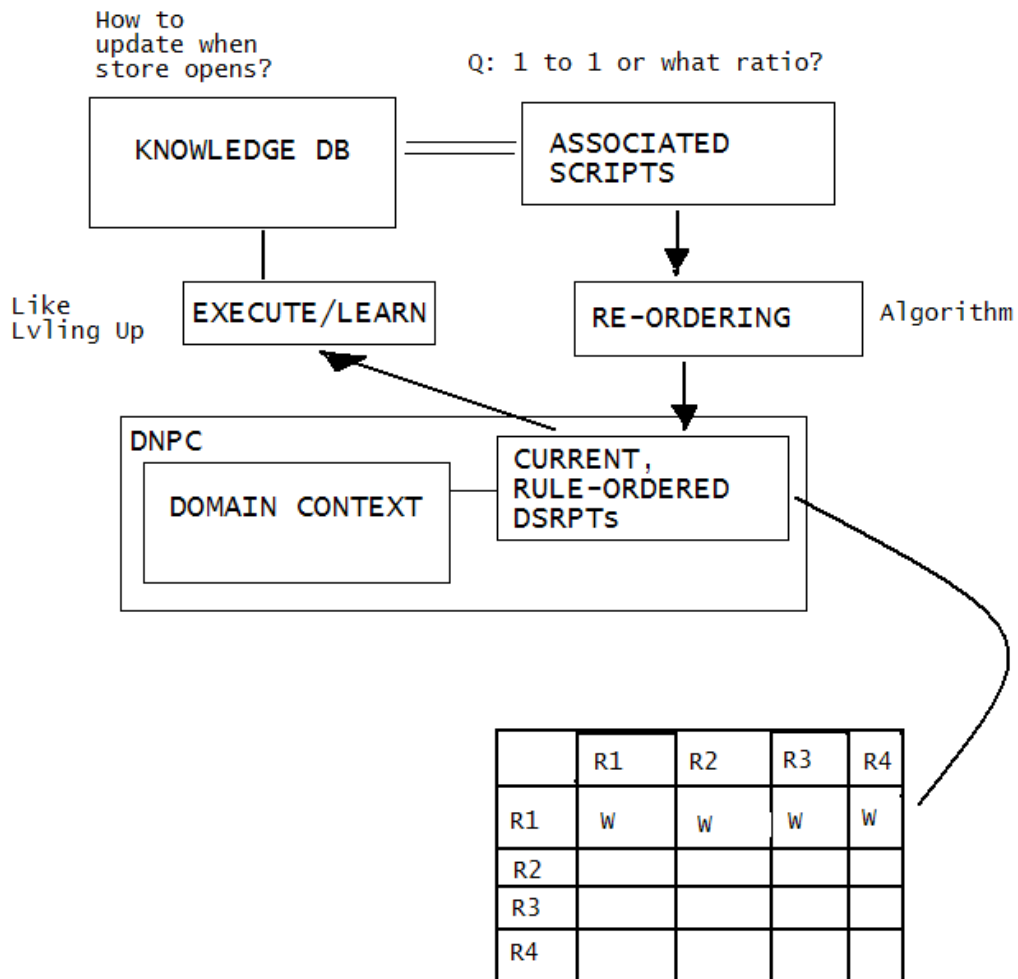 How to
update when
store opens?
Q: 1 to 1 or what ratio?
KNOWLEDGE DB
ASSOCIATED
SCRIPTS
Like
Lvling Up
EXECUTE/LEARN
RE-ORDERING
Algorithm
DNPC
DOMAIN CONTEXT
CURRENT,
RULE-ORDERED
DSRPTs
R1 R2 R3 R4
R1 W W W W
R2
R3
R4